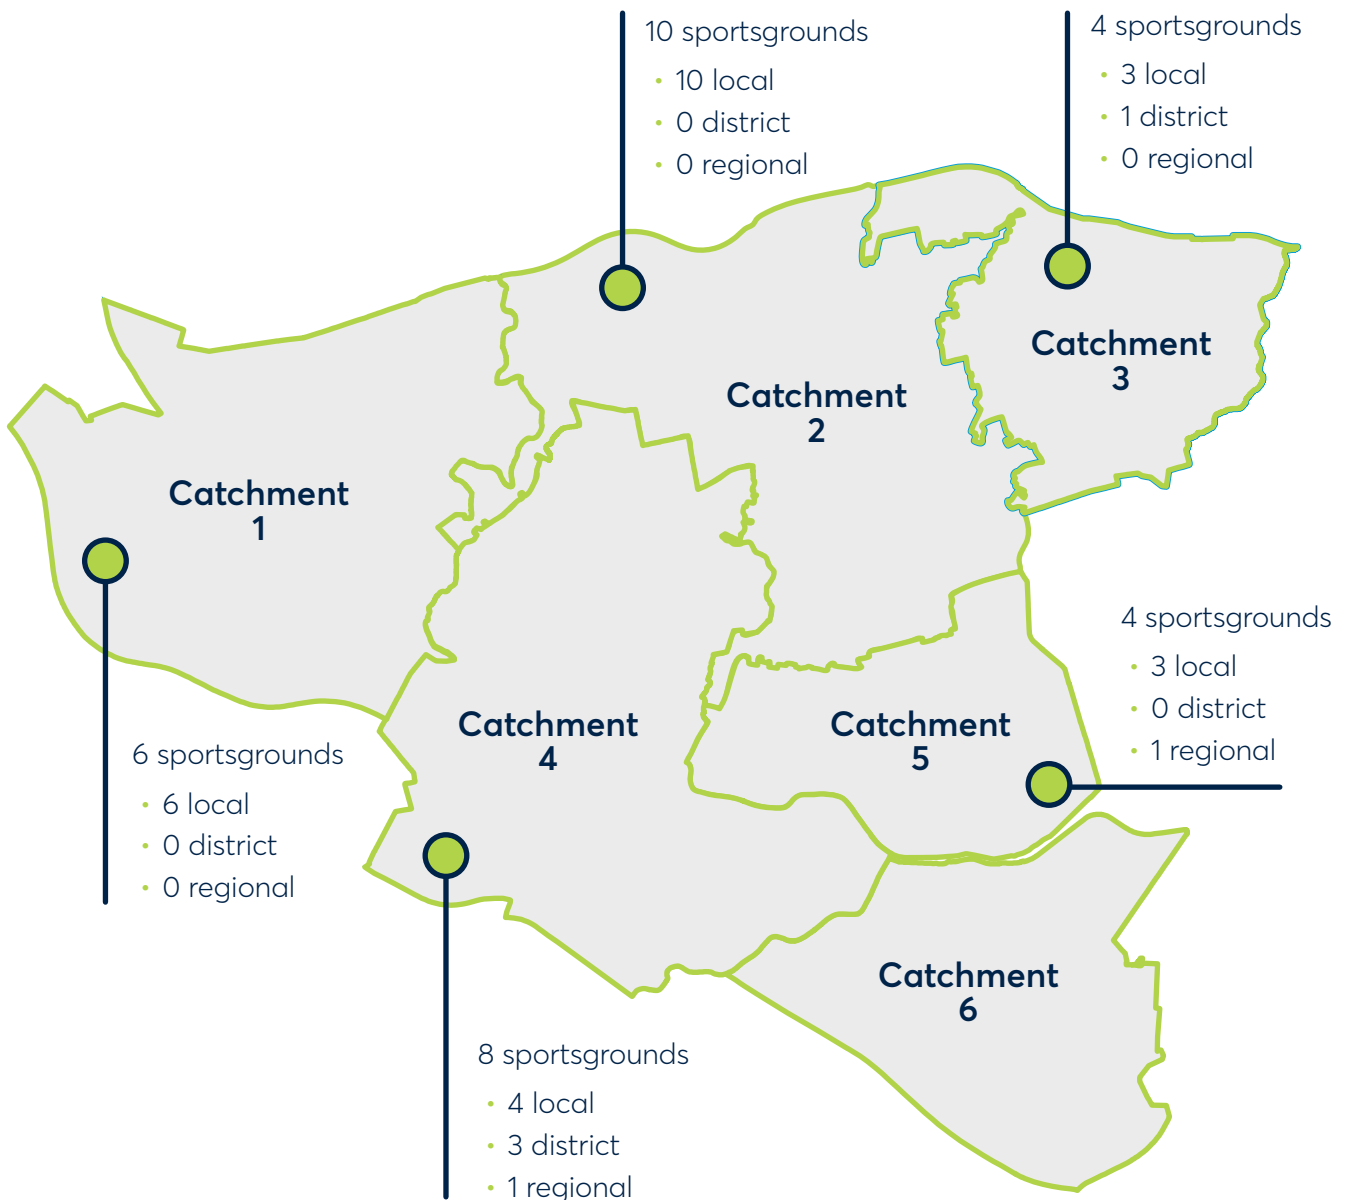 10 sportsgrounds
• 10 local
• 0 district
• 0 regional
4 sportsgrounds
• 3 local
• 1 district
• 0 regional
Catchment
3
Catchment
2
Catchment
1
4 sportsgrounds
• 3 local
• 0 district
• 1 regional
Catchment
4
Catchment
5
6 sportsgrounds
• 6 local
• 0 district
• 0 regional
Catchment
6
8 sportsgrounds
• 4 local
• 3 district
• 1 regional